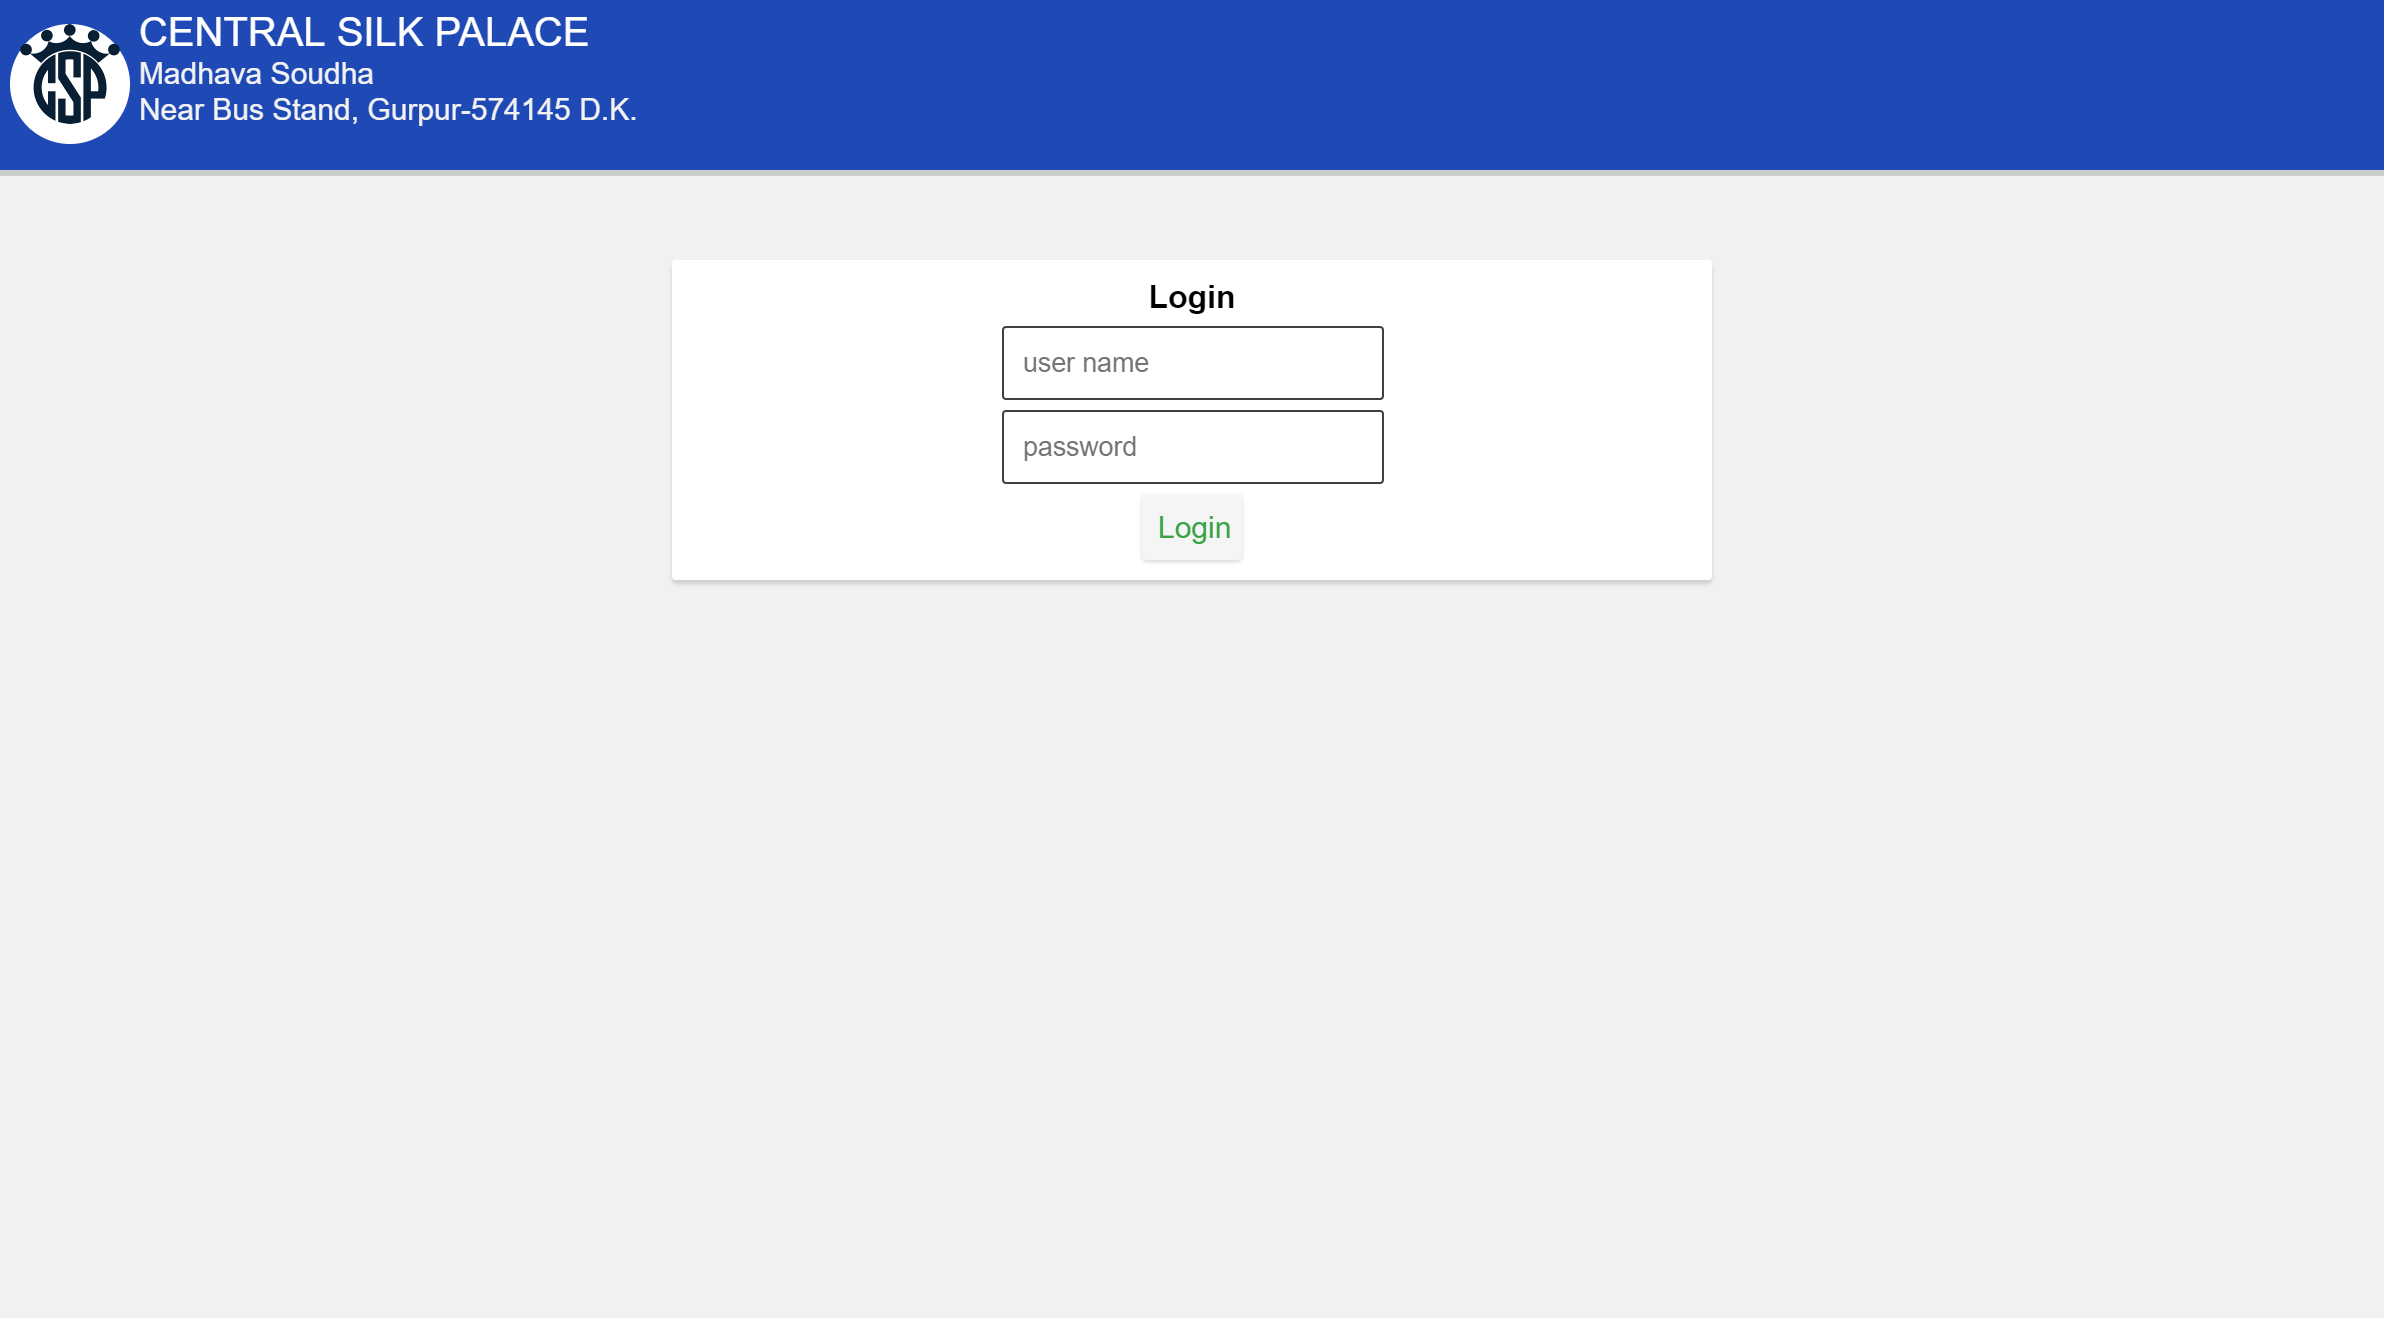 CSP
CENTRAL SILK PALACE
Madhava Soudha
Near Bus Stand, Gurpur-574145 D.K.
Login
user name
password
Login